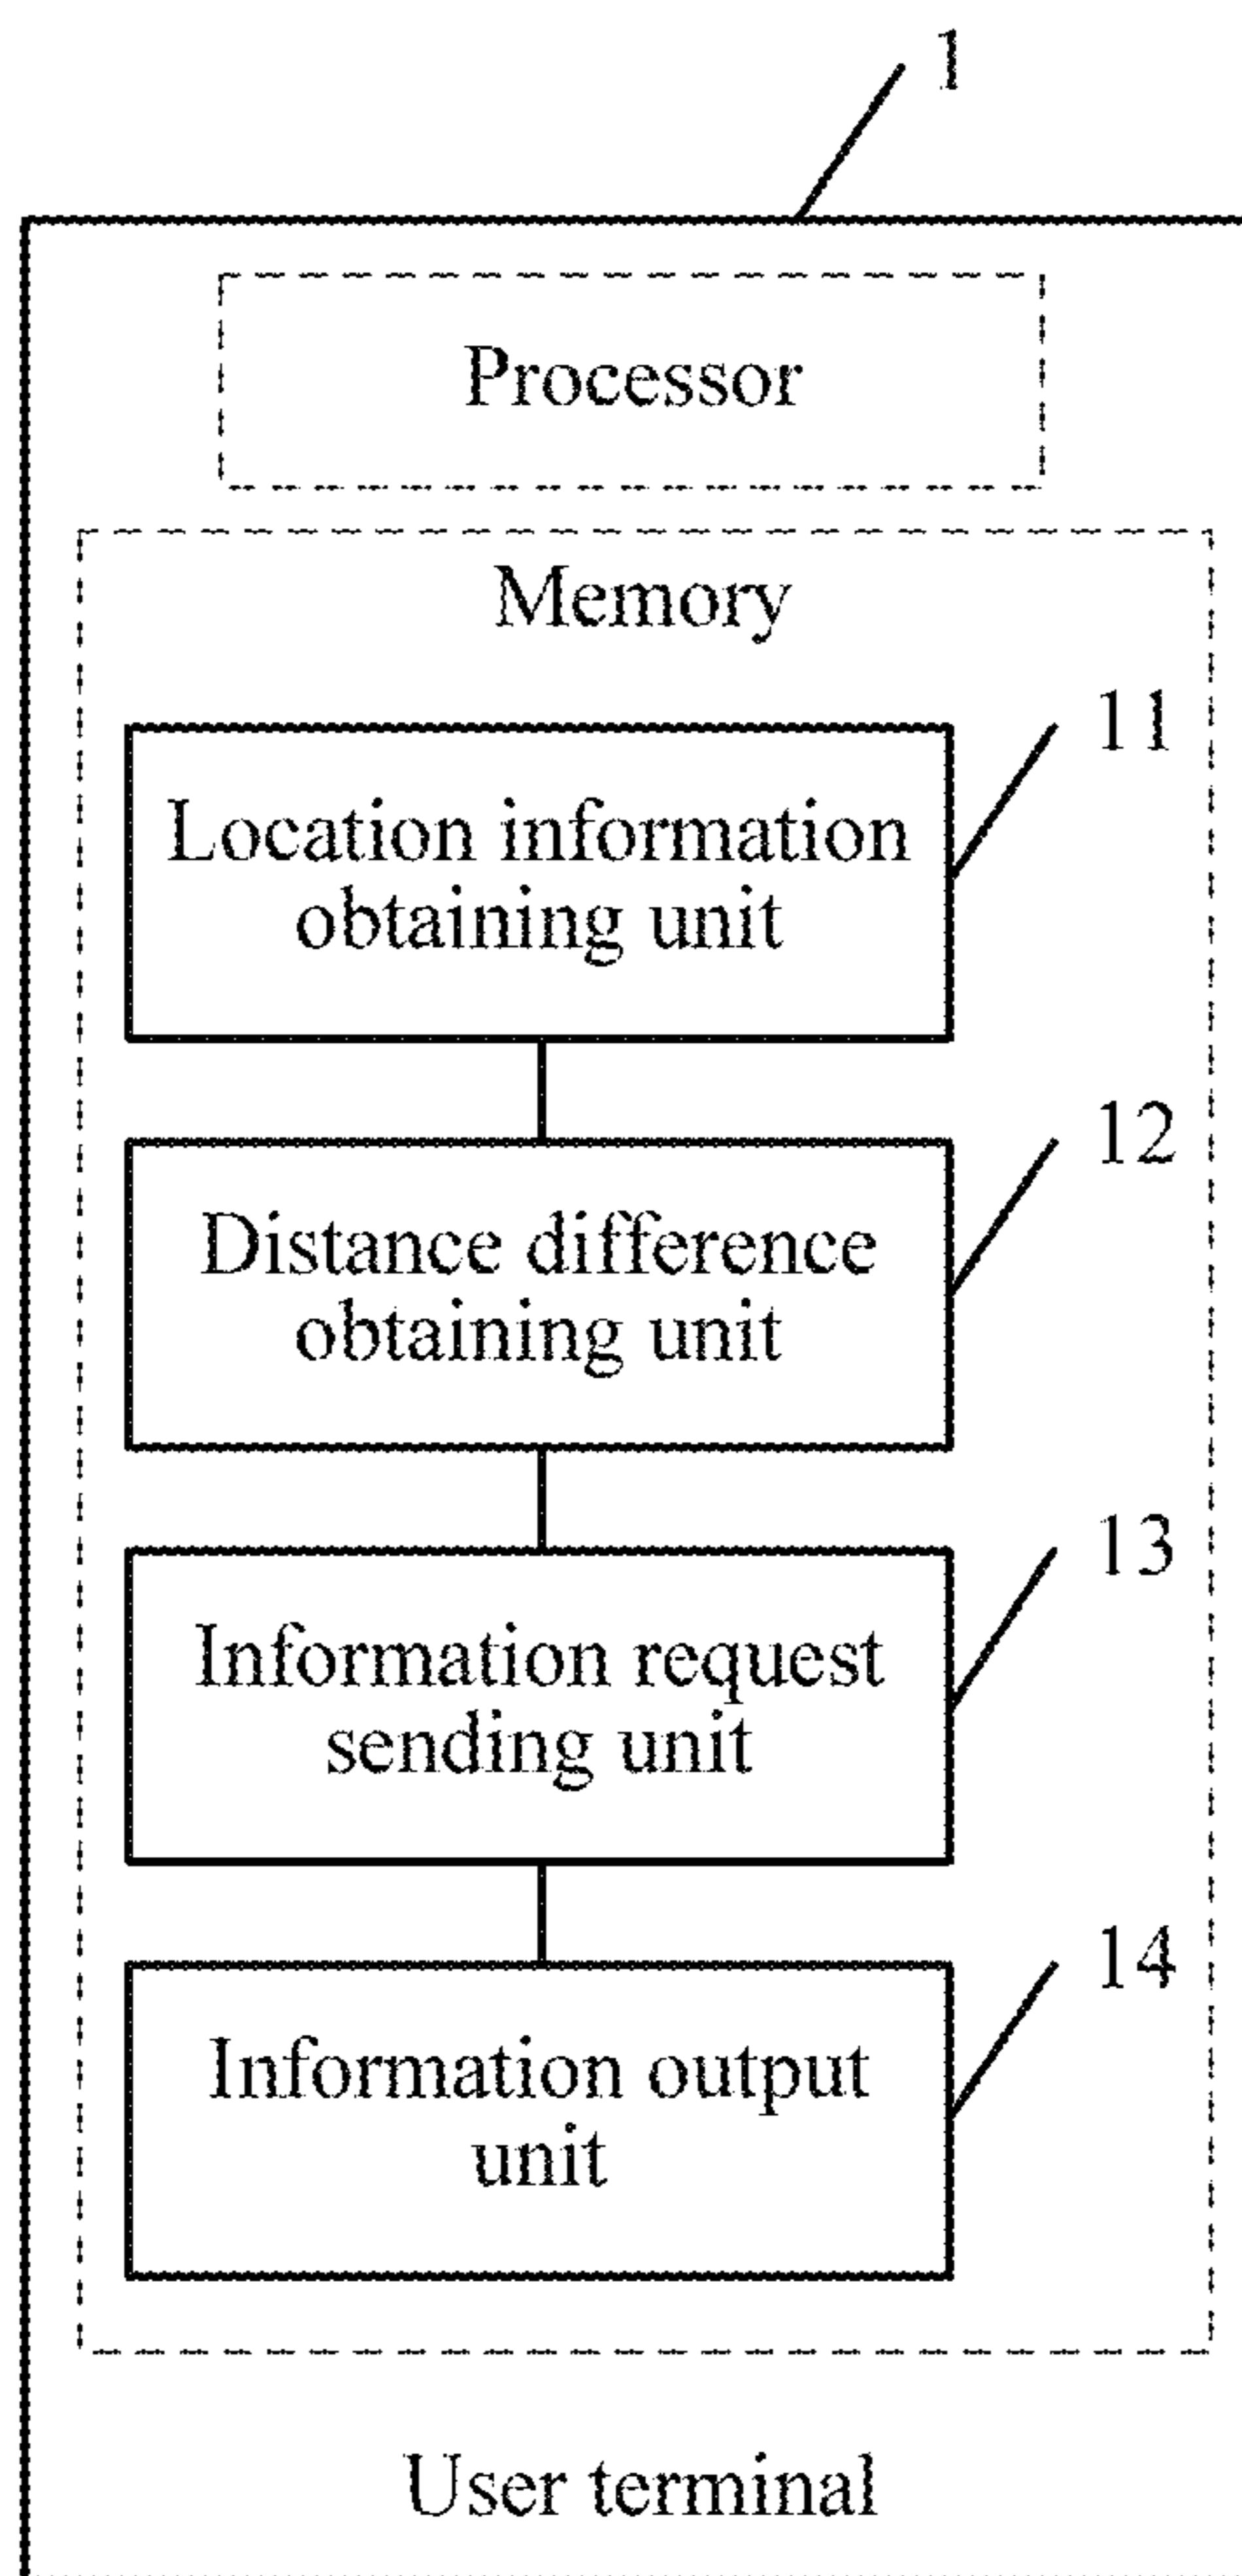 1
Processor
Memory
11
Location information
obtaining unit
12
Distance difference
obtaining unit
13
Information request
sending unit
14
Information output
unit
User terminal